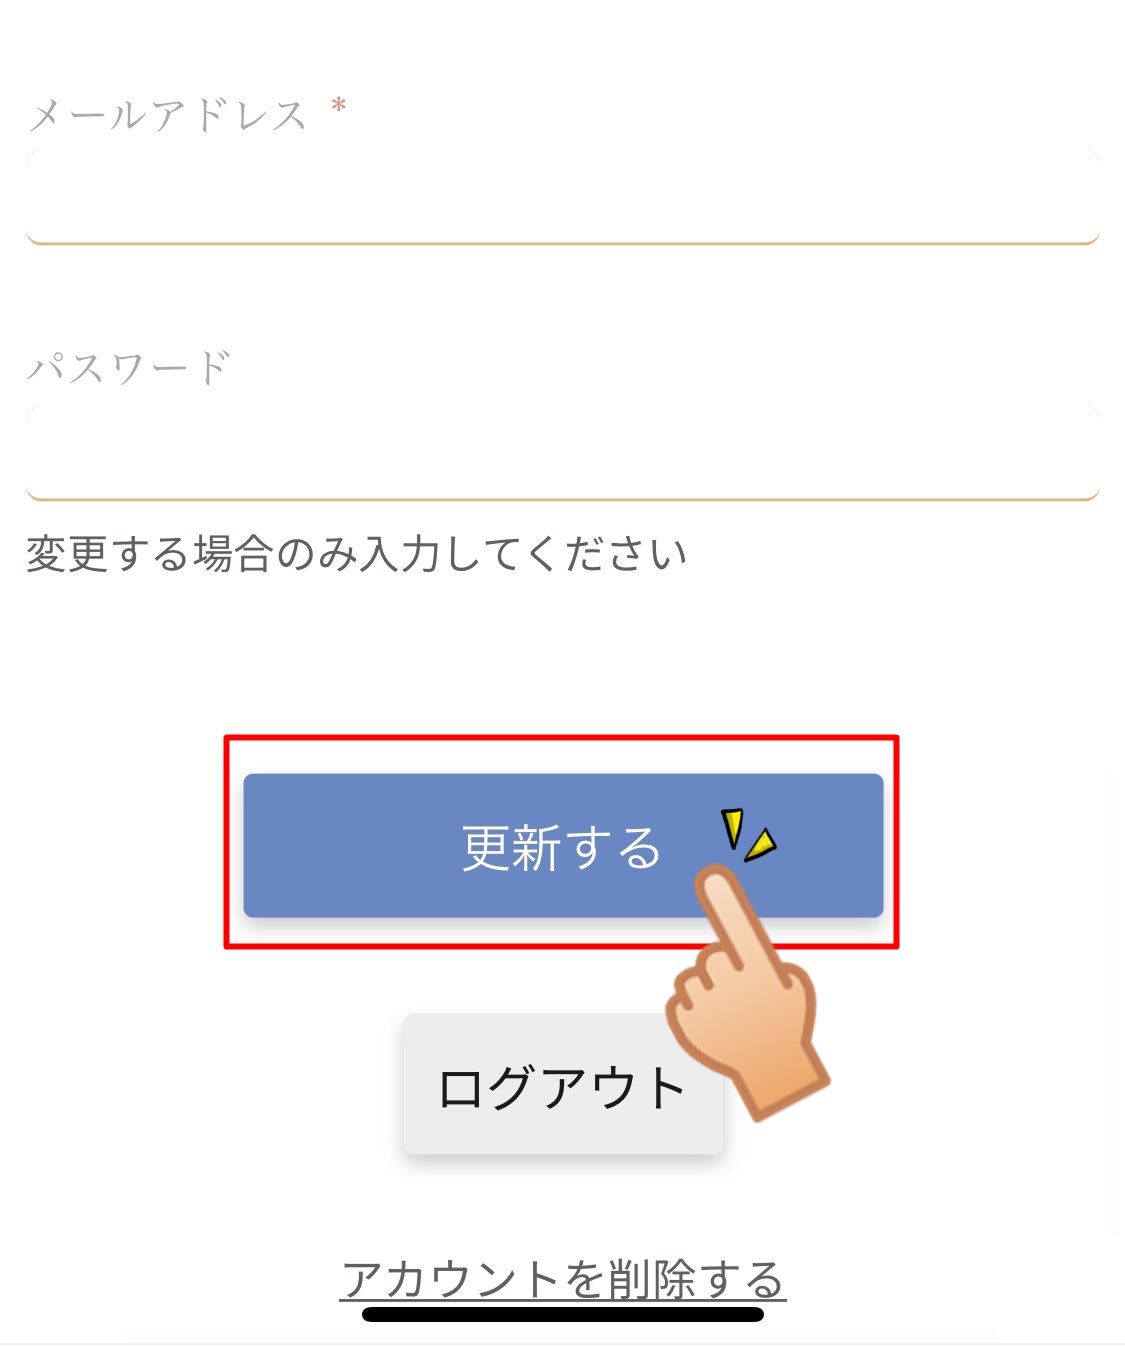 メールアドレス *
パスワード
変更する場合のみ入力してください
更新する
ログアウト
アカウントを削除する